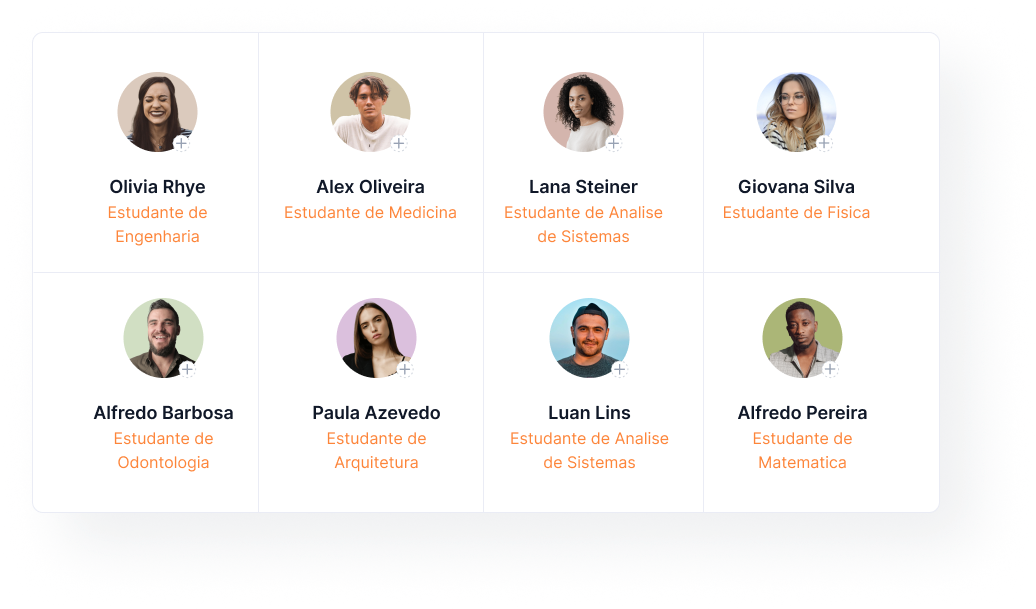 Olivia Rhye
Estudante de
Engenharia
Alex Oliveira
Estudante de Medicina
Lana Steiner
Estudante de Analise
de Sistemas
Giovana Silva
Estudante de Fisica
Alfredo Barbosa
Estudante de
Odontologia
Paula Azevedo
Estudante de
Arquitetura
Luan Lins
Estudante de Analise
de Sistemas
Alfredo Pereira
Estudante de
Matematica